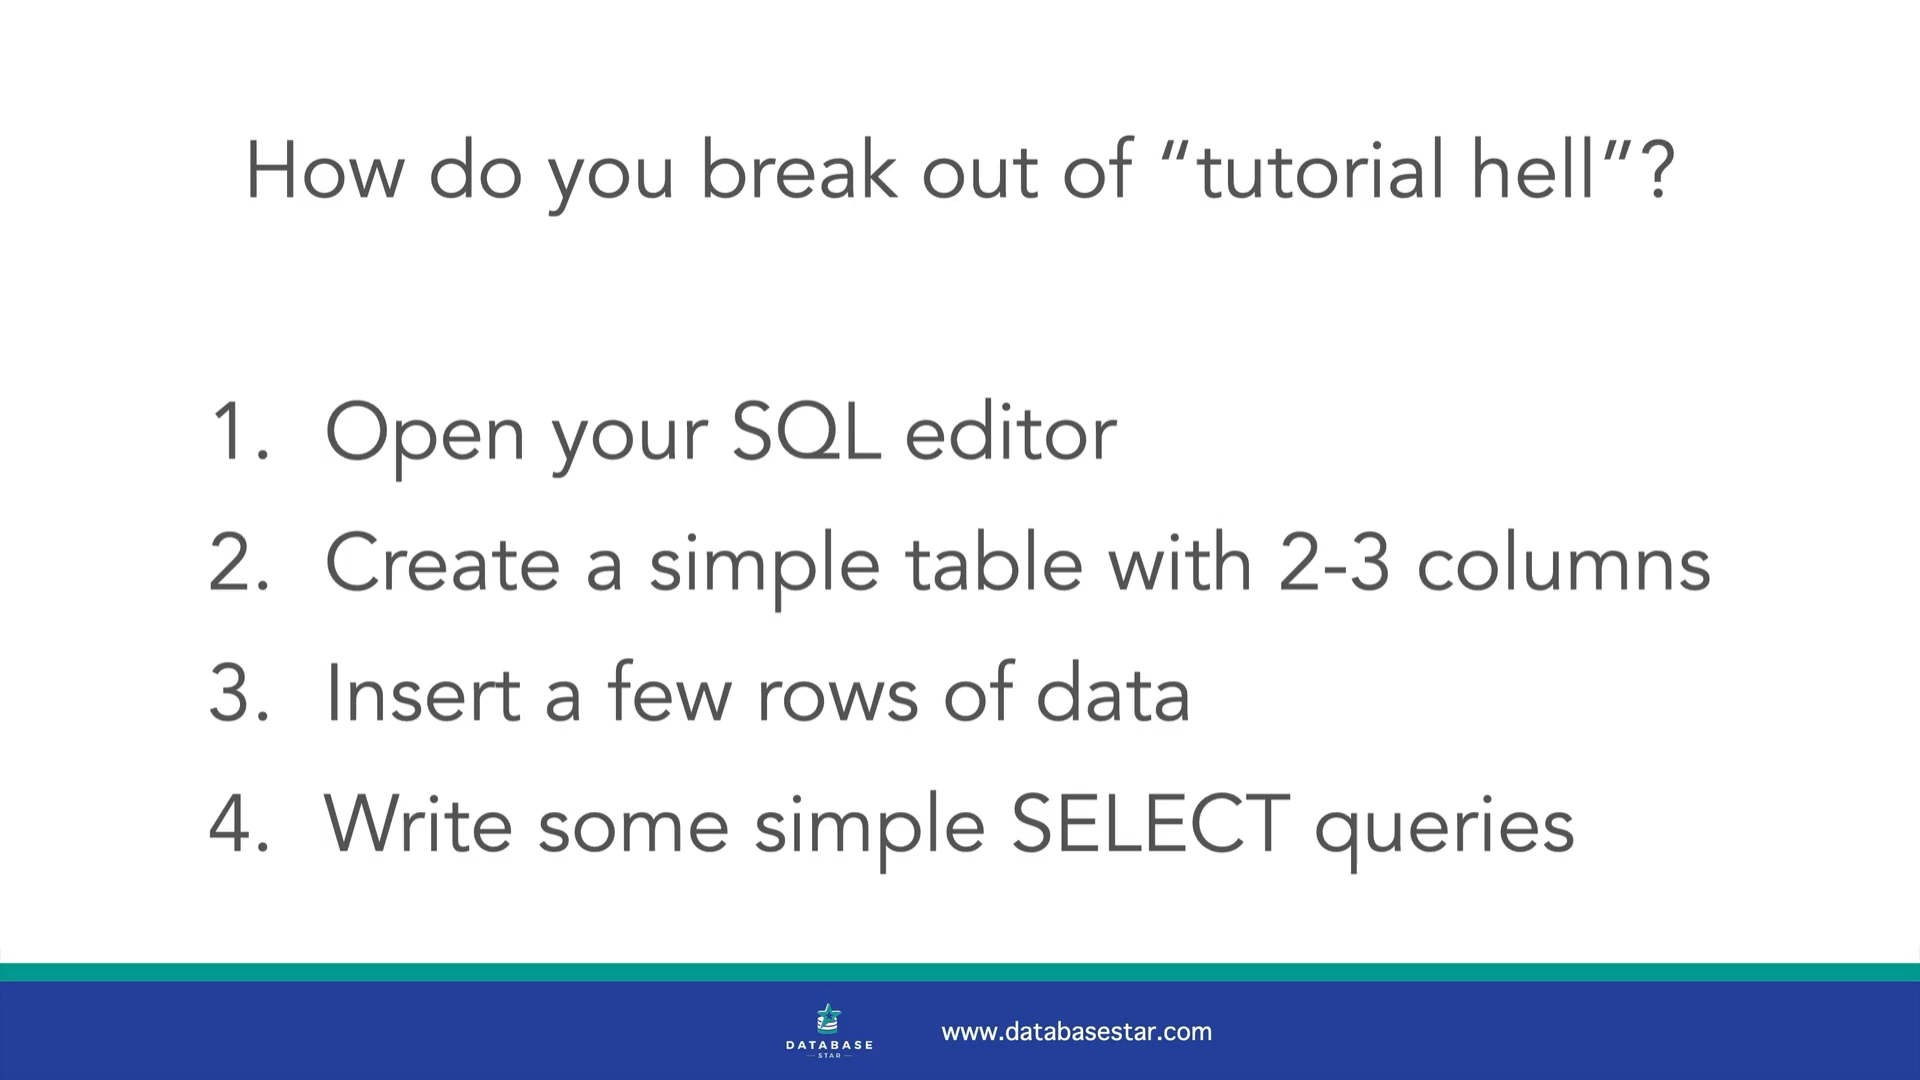 How do you break out of “tutorial hell”?
1. Open your SQL editor
2. Create a simple table with 2-3 columns
3. Insert a few rows of data
4. Write some simple SELECT queries
DATABASE
STAR
www.databasestar.com